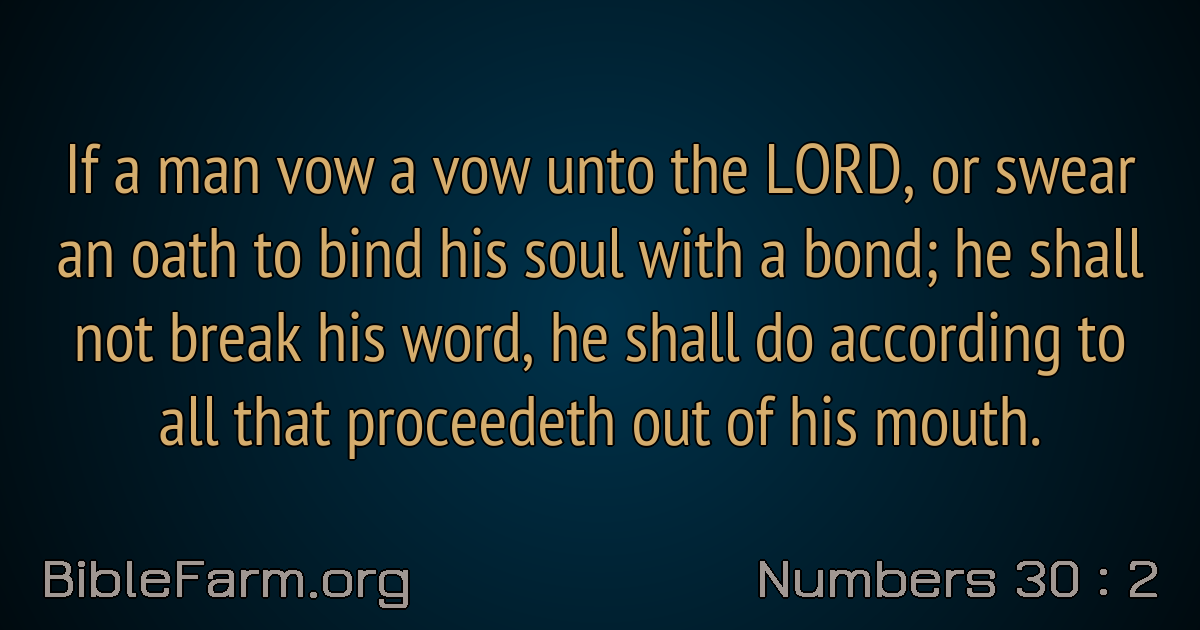 If a man vow a vow unto the LORD, or swear
an oath to bind his soul with a bond; he shall
not break his word, he shall do according to
all that proceedeth out of his mouth.
BibleFarm.org
Numbers 30 : 2